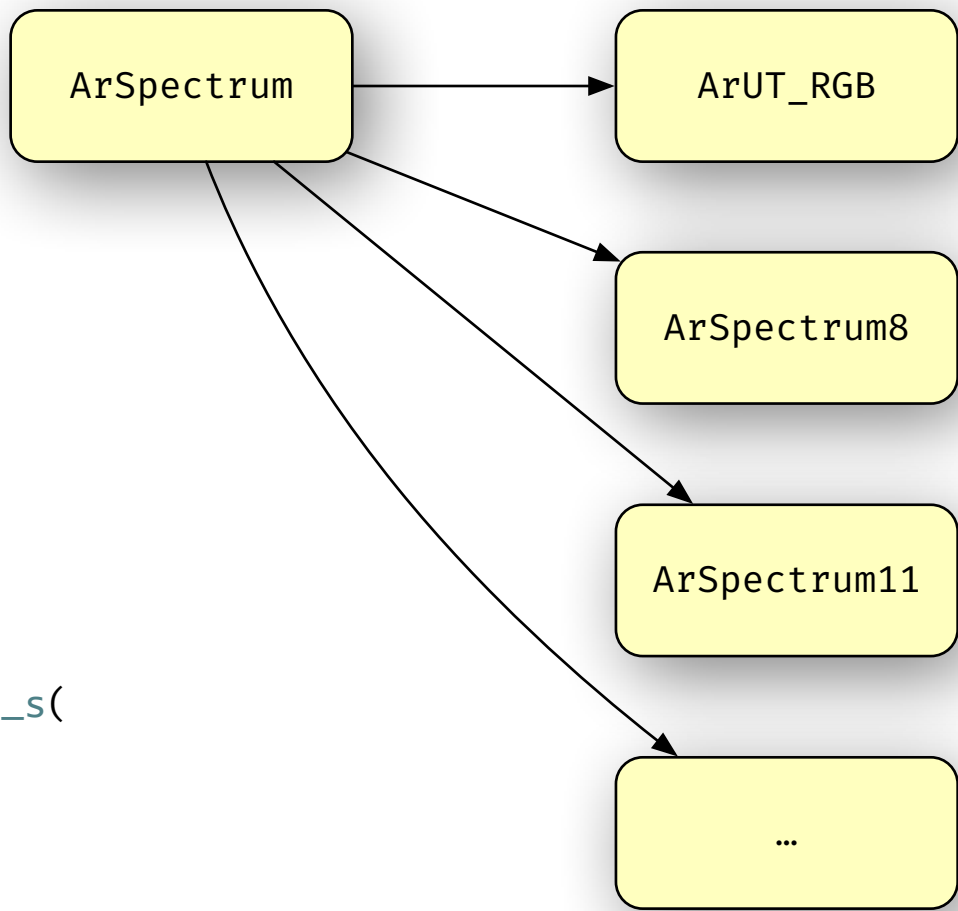 ArSpectrum
ArUT_RGB
ArSpectrum8
ArSpectrum11
_s(
…